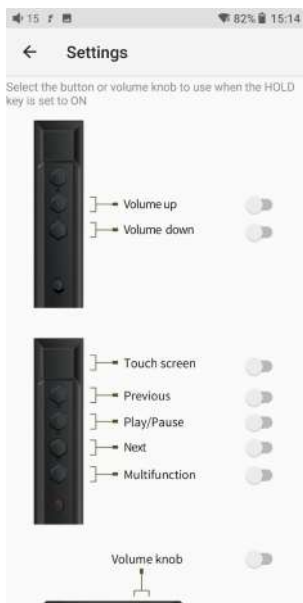 15
82% 15:14
Settings
Select the button or volume knob to use when the HOLD
key is set to ON
Volume up
Volume down
Touch screen
Previous
Play/Pause
Next
Multifunction
Volume knob